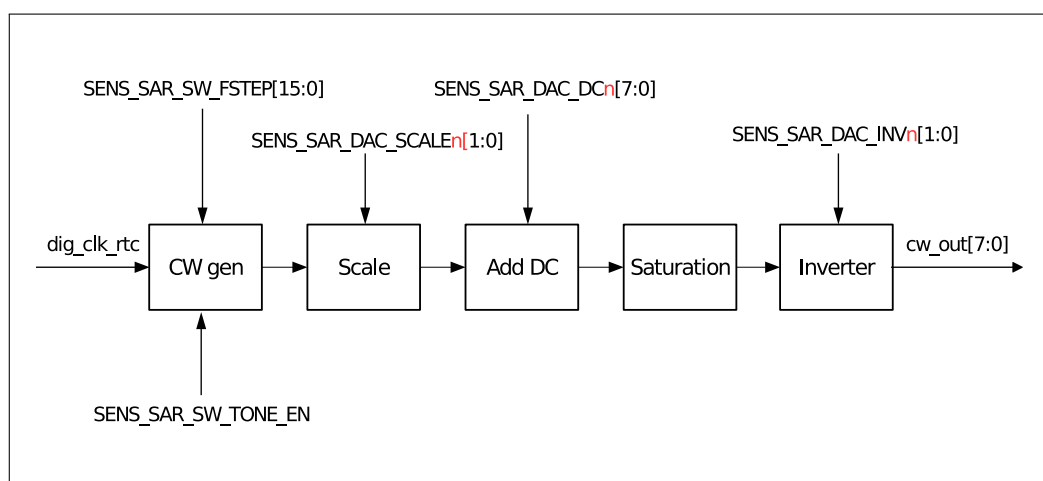 SENS_SAR_SW_FSTEP[15:0]
SENS_SAR_DAC_DCn[7:0]
SENS_SAR_DAC_SCALEn[1:0]
SENS_SAR_DAC_INVn[1:0]
dig_clk_rtc
CW gen
Scale
Add DC
Saturation
Inverter
cw_out[7:0]
SENS_SAR_SW_TONE_EN